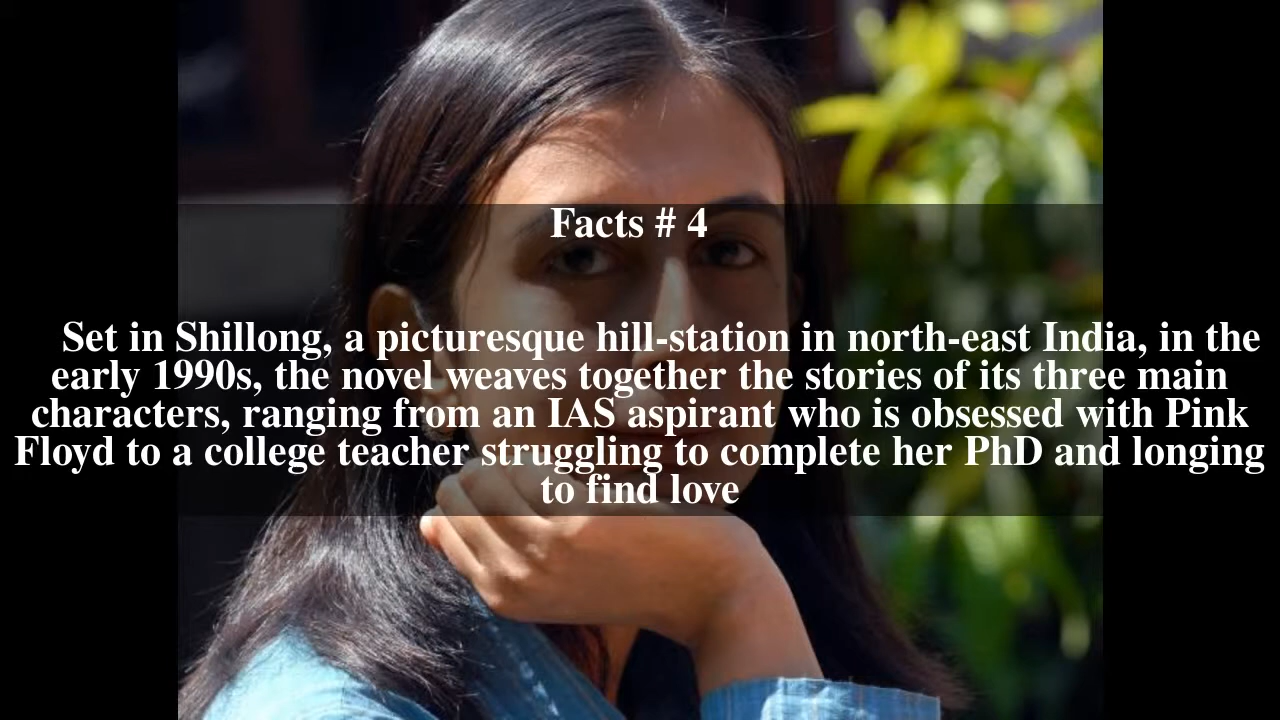 Facts # 4
Set in Shillong, a picturesque hill-station in north-east India, in the
early 1990s, the novel weaves together the stories of its three main
characters, ranging from an IAS aspirant who is obsessed with Pink
Floyd to a college teacher struggling to complete her PhD and longing
to find love